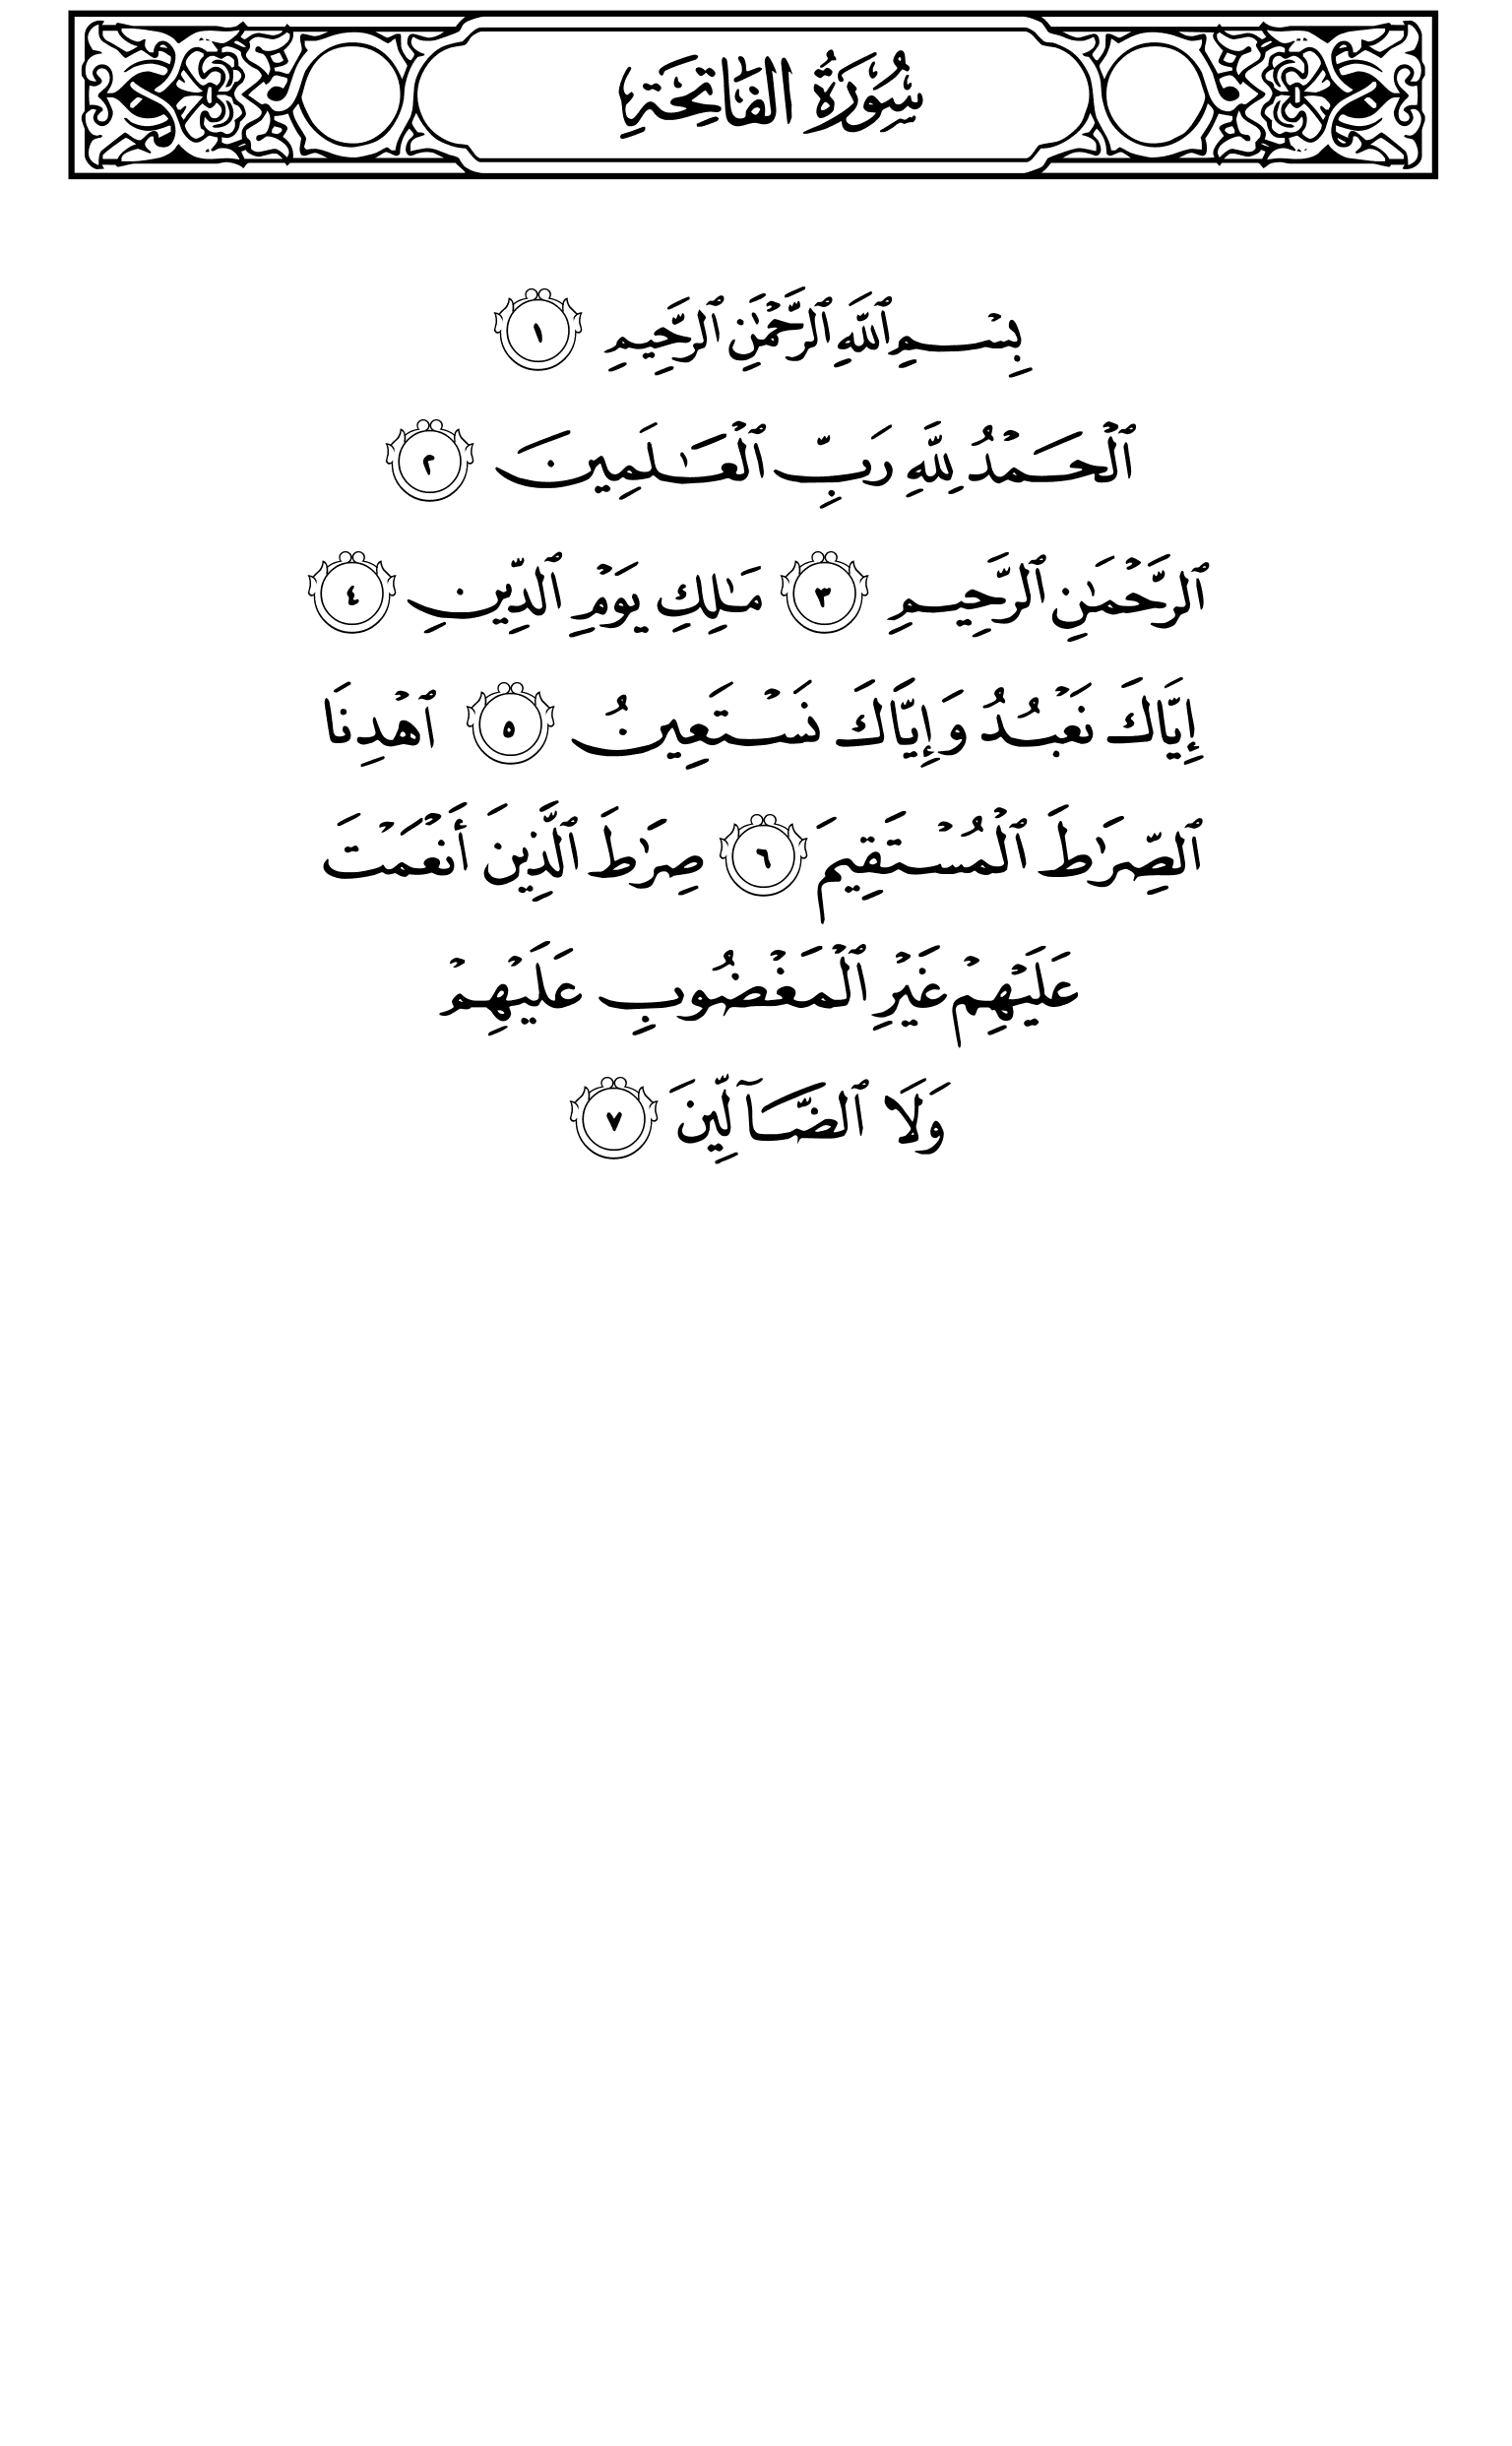 سُورَةُ الفَاتِحَة
بِسْمِ ٱللَّهِ ٱلرَّحْمَٰنِ ٱلرَّحِيمِ ١
ٱلْحَمْدُ لِلَّهِ رَبِّ ٱلْعَٰلَمِينَ ٢
ٱلرَّحْمَٰنِ ٱلرَّحِيمِ ٣ مَٰلِكِ يَوْمِ ٱلدِّينِ ٤
إِيَّاكَ نَعْبُدُ وَإِيَّاكَ نَسْتَعِينُ ٥ ٱهْدِنَا
ٱلصِّرَٰطَ ٱلْمُسْتَقِيمَ ٦ صِرَٰطَ ٱلَّذِينَ أَنْعَمْتَ
عَلَيْهِمْ غَيْرِ ٱلْمَغْضُوبِ عَلَيْهِمْ
وَلَا ٱلضَّآلِّينَ ٧